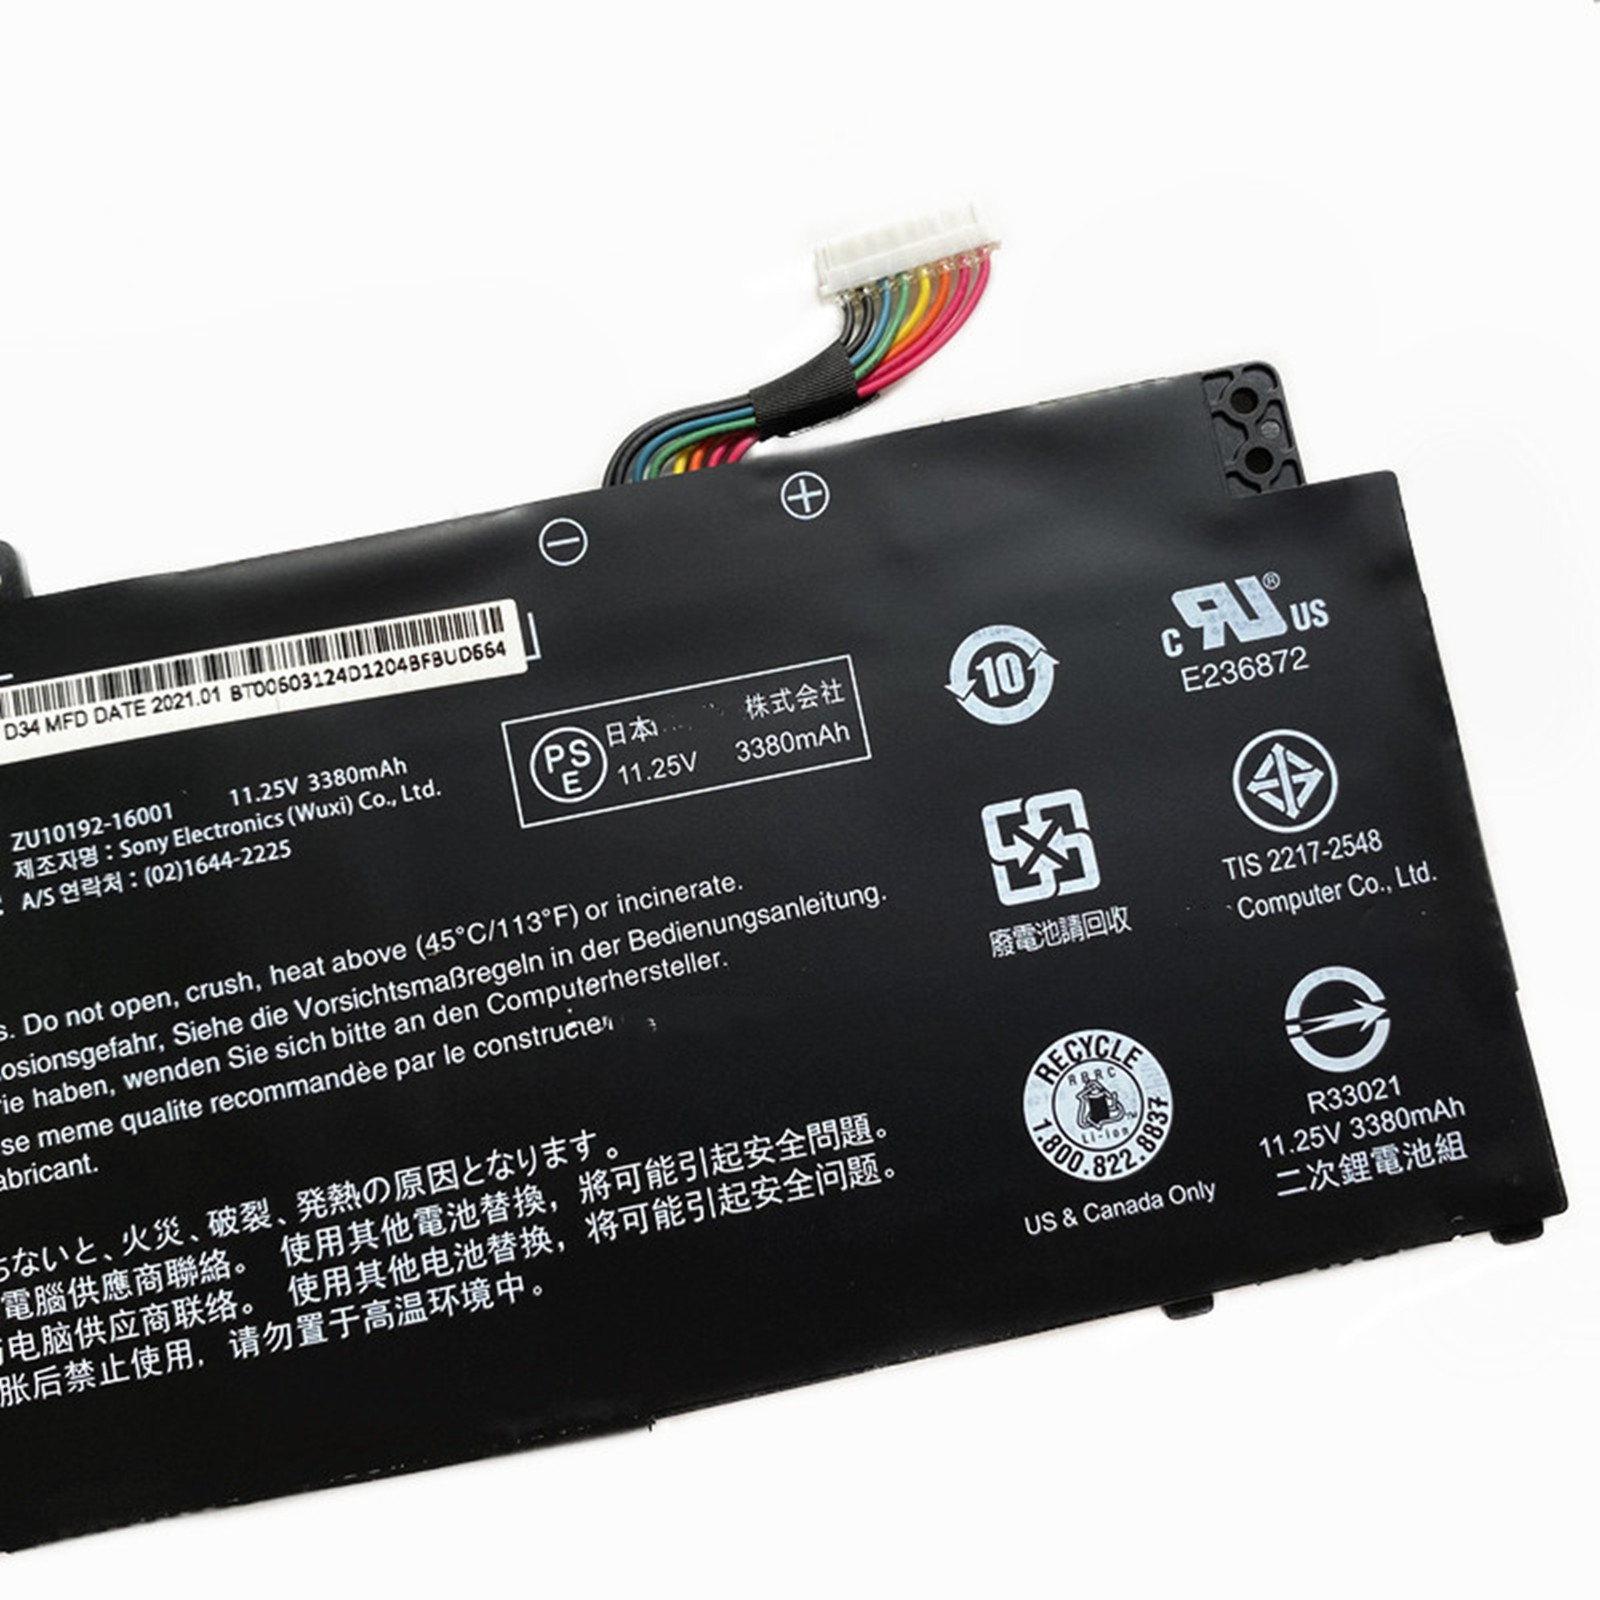 D34 MFD DATE 2021.01 BT00603124D1204BFBUD664
ZU10192-16001 11.25V 3380mAh
제조자명 : Sony Electronics (Wuxi) Co., Ltd.
A/S 연락처 : (02)1644-2225
PS
E
日本 株式会社
11.25V 3380mAh
10
C US ®
E236872
TIS 2217-2548
Computer Co., Ltd.
廢電池請回收
RECYCLE
RBRC
Li-Ion
1.800.822.8837
US & Canada Only
R33021
11.25V 3380mAh
二次鋰電池組
s. Do not open, crush, heat above (45°C/113°F) or incinerate.
osionsgefahr, Siehe die Vorsichtsmaßregeln in der Bedienungsanleitung.
rie haben, wenden Sie sich bitte an den Computerhersteller.
se meme qualite recommandèe par le constructeur
abricant.
ないと、火災、破裂、発熱の原因となります。
電腦供應商聯絡。 使用其他電池替換，將可能引起安全問題。
电脑供应商联络。 使用其他电池替换，将可能引起安全问题。
胀后禁止使用, 请勿置于高温环境中。